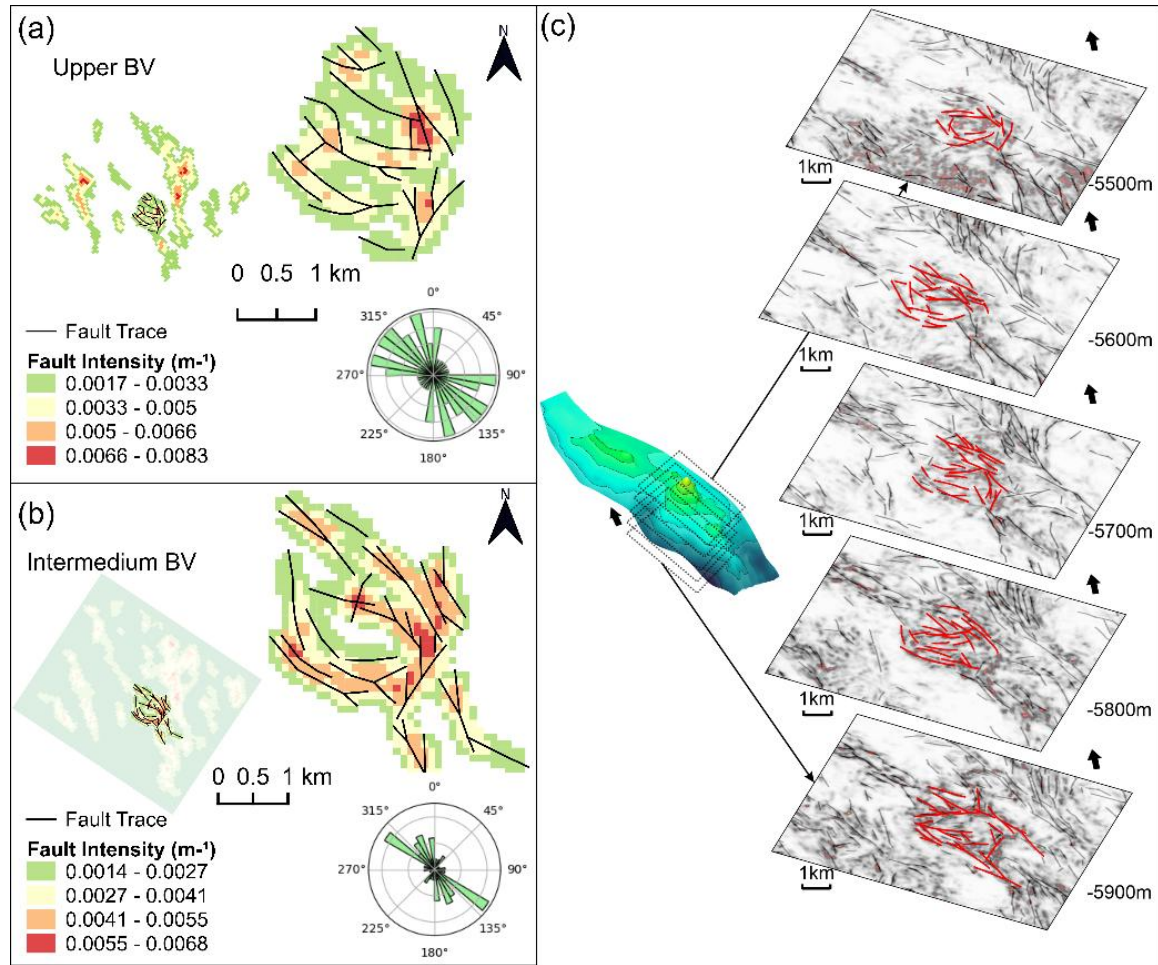 (a)
Upper BV
N
0 0.5 1 km
Fault Trace
Fault Intensity (m-¹)
0.0017 - 0.0033
0.0033 - 0.005
0.005 - 0.0066
0.0066 - 0.0083
0°
45°
90°
135°
180°
225°
270°
315°
(b)
Intermedium BV
N
0 0.5 1 km
Fault Trace
Fault Intensity (m-¹)
0.0014 - 0.0027
0.0027 - 0.0041
0.0041 - 0.0055
0.0055 - 0.0068
0°
45°
90°
135°
180°
225°
270°
315°
(c)
1km
-5500m
1km
-5600m
1km
-5700m
1km
-5800m
1km
-5900m